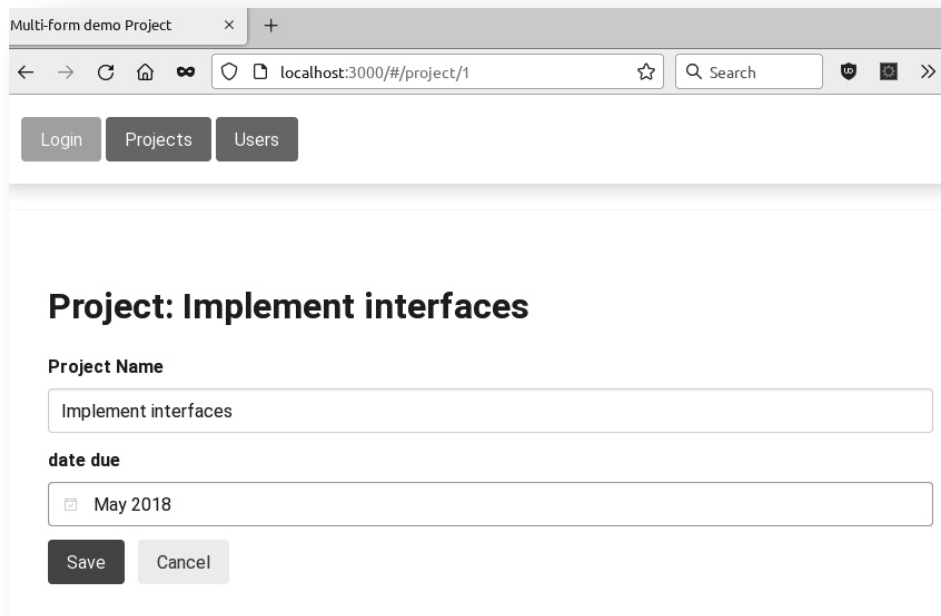 Multi-form demo Project × +
localhost:3000/#/project/1 Search
Login Projects Users
Project: Implement interfaces
Project Name
Implement interfaces
date due
May 2018
Save Cancel